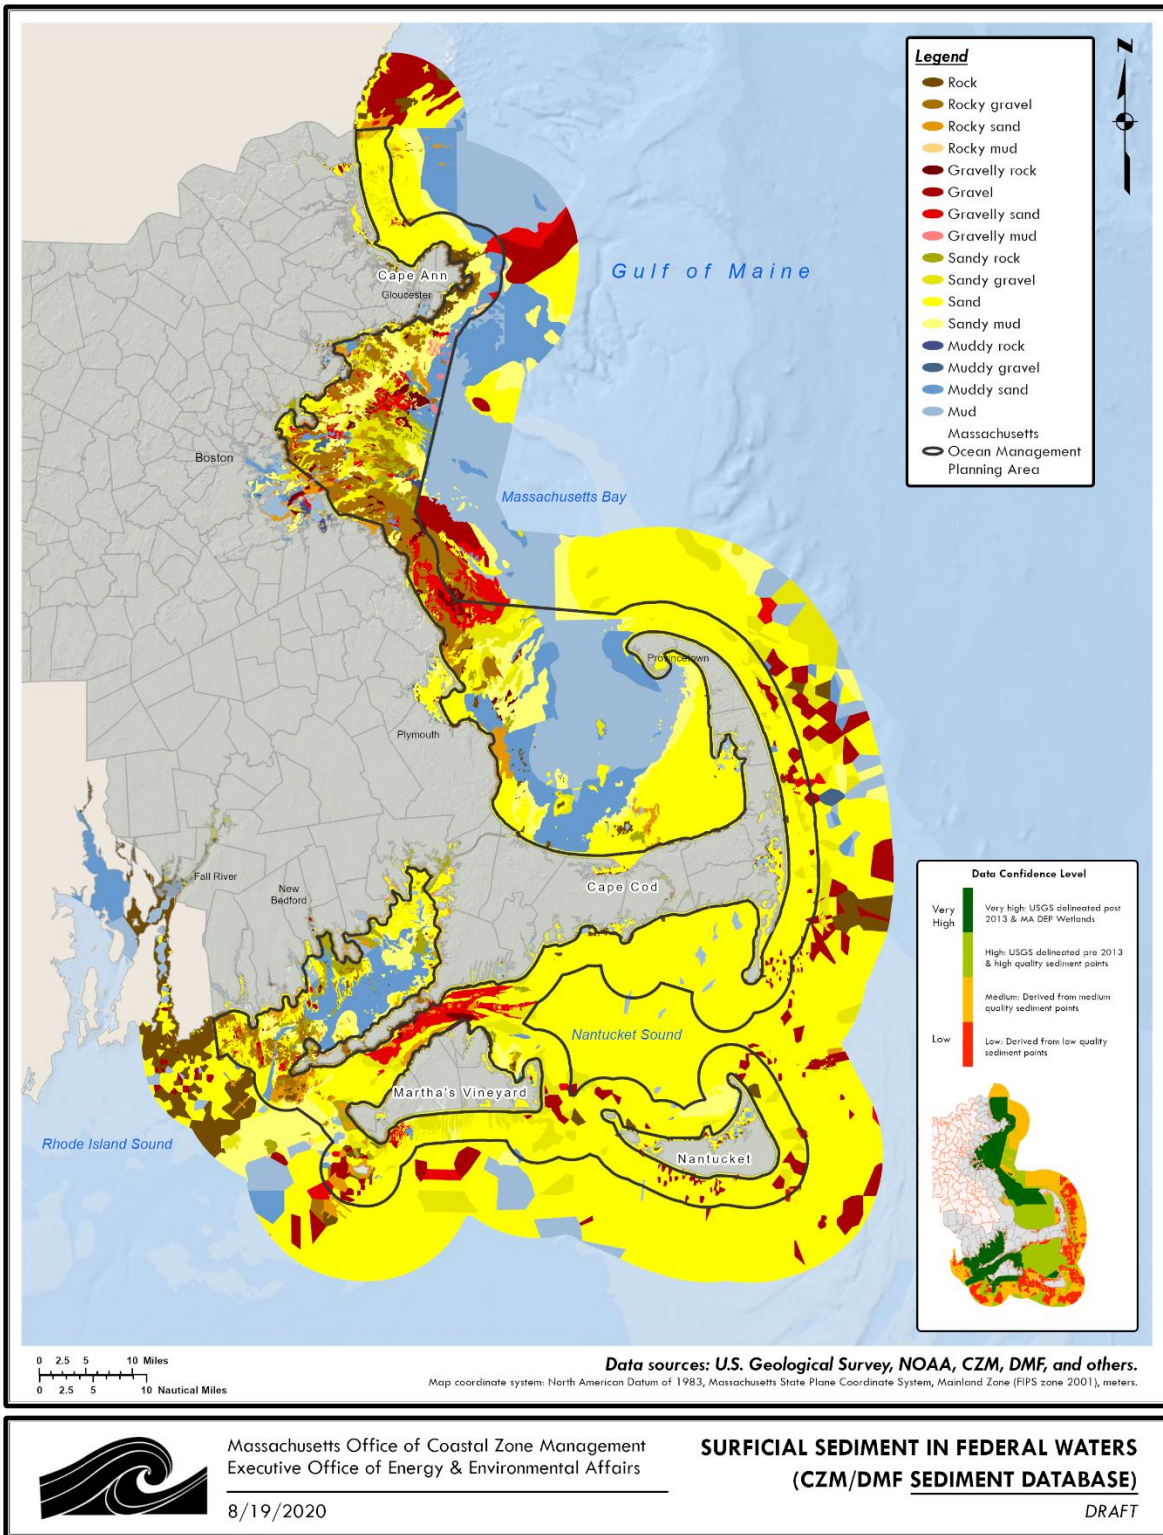 Legend
Rock
Rocky gravel
Rocky sand
Rocky mud
Gravelly rock
Gravel
Gravelly sand
Gravelly mud
Sandy rock
Sandy gravel
Sand
Sandy mud
Muddy rock
Muddy gravel
Muddy sand
Mud
Massachusetts
Ocean Management
Planning Area
N
Gulf of Maine
Cape Ann
Gloucester
Boston
Massachusetts Bay
Provincetown
Plymouth
Cape Cod
Fall River
New
Bedford
Nantucket Sound
Martha's Vineyard
Nantucket
Rhode Island Sound
Data Confidence Level
Very
High
Very high: USGS delineated post
2013 & MA DEP Wetlands
High: USGS delineated pre 2013
& high quality sediment points
Medium: Derived from medium
quality sediment points
Low
Low: Derived from low quality
sediment points
0 2.5 5 10 Miles
0 2.5 5 10 Nautical Miles
Data sources: U.S. Geological Survey, NOAA, CZM, DMF, and others.
Map coordinate system: North American Datum of 1983, Massachusetts State Plane Coordinate System, Mainland Zone (FIPS zone 2001), meters.
Massachusetts Office of Coastal Zone Management
Executive Office of Energy & Environmental Affairs
8/19/2020
SURFICIAL SEDIMENT IN FEDERAL WATERS
(CZM/DMF SEDIMENT DATABASE)
DRAFT